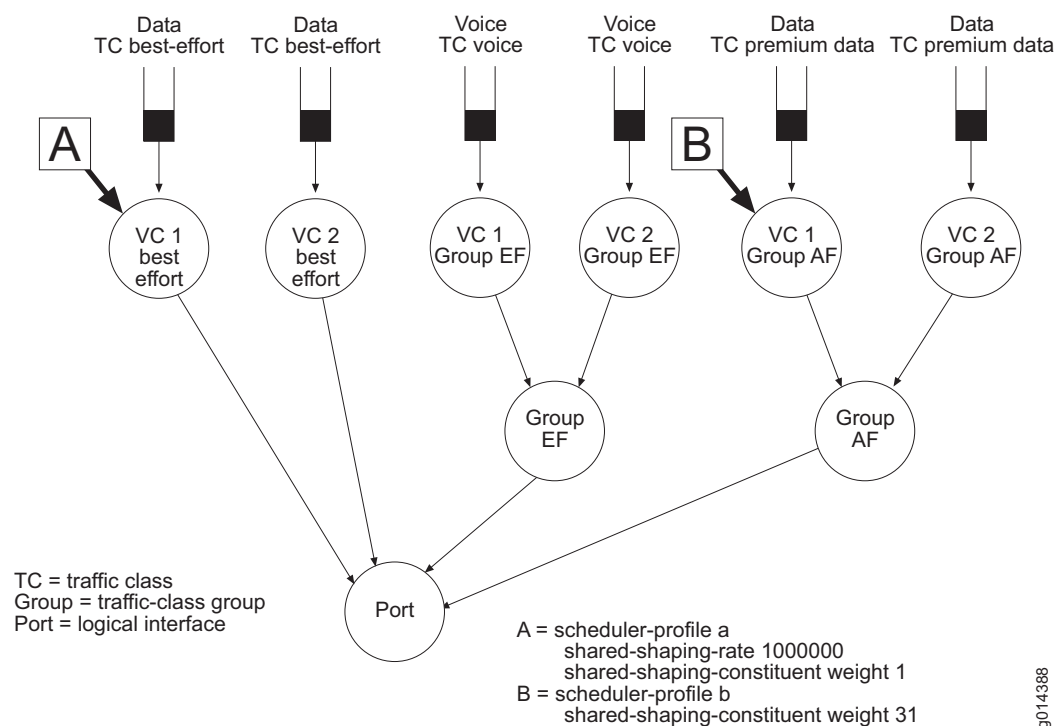 Data
TC best-effort
Data
TC best-effort
Voice
TC voice
Voice
TC voice
Data
TC premium data
Data
TC premium data
A
B
VC 1
best
effort
VC 2
best
effort
VC 1
Group EF
VC 2
Group EF
VC 1
Group AF
VC 2
Group AF
Group
EF
Group
AF
Port
TC = traffic class
Group = traffic-class group
Port = logical interface
A = scheduler-profile a
shared-shaping-rate 1000000
shared-shaping-constituent weight 1
B = scheduler-profile b
shared-shaping-constituent weight 31
g014388